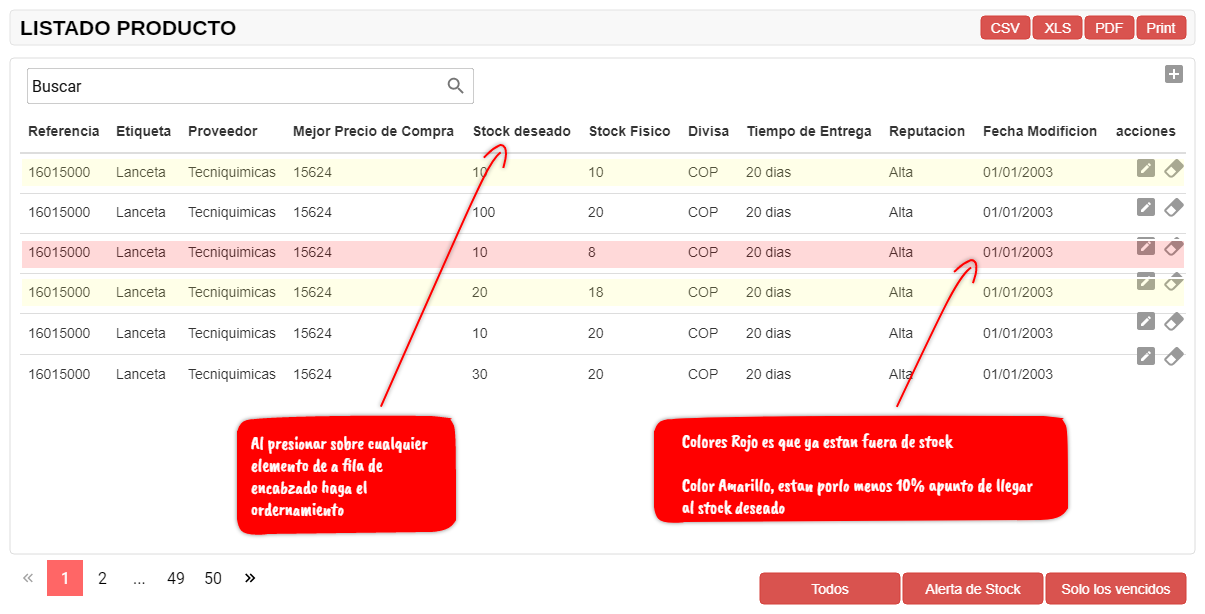 LISTADO PRODUCTO
CSV XLS PDF Print
Buscar
Referencia Etiqueta Proveedor Mejor Precio de Compra Stock deseado Stock Fisico Divisa Tiempo de Entrega Reputacion Fecha Modificion acciones
16015000 Lanceta Tecniquimicas 15624 10 10 COP 20 dias Alta 01/01/2003
16015000 Lanceta Tecniquimicas 15624 100 20 COP 20 dias Alta 01/01/2003
16015000 Lanceta Tecniquimicas 15624 10 8 COP 20 dias Alta 01/01/2003
16015000 Lanceta Tecniquimicas 15624 20 18 COP 20 dias Alta 01/01/2003
16015000 Lanceta Tecniquimicas 15624 10 20 COP 20 dias Alta 01/01/2003
16015000 Lanceta Tecniquimicas 15624 30 20 COP 20 dias Alta 01/01/2003
Al presionar sobre cualquier
elemento de a fila de
encabzado haga el
ordernamiento
Colores Rojo es que ya estan fuera de stock
Color Amarillo, estan porlo menos 10% apunto de llegar
al stock deseado
« 1 2 ... 49 50 »
Todos Alerta de Stock Solo los vencidos